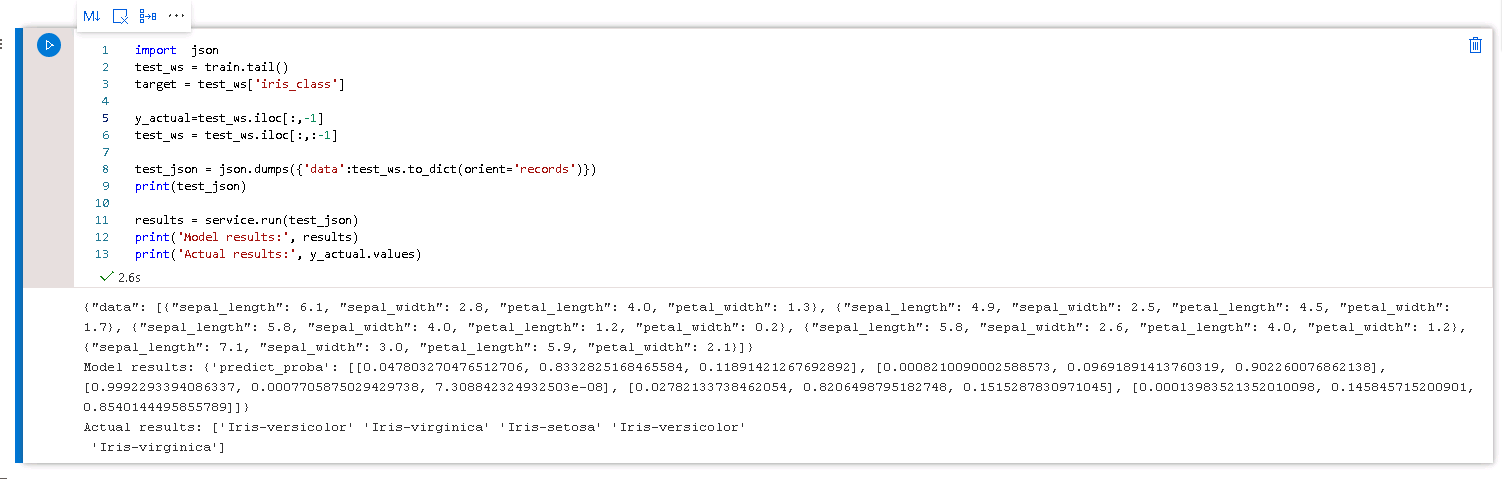 M↓
1 import  json
2 test_ws = train.tail()
3 target = test_ws['iris_class']
4
5 y_actual=test_ws.iloc[:,-1]
6 test_ws = test_ws.iloc[:,:-1]
7
8 test_json = json.dumps({'data':test_ws.to_dict(orient='records')})
9 print(test_json)
10
11 results = service.run(test_json)
12 print('Model results:', results)
13 print('Actual results:', y_actual.values)
2.6s
{"data": [{"sepal_length": 6.1, "sepal_width": 2.8, "petal_length": 4.0, "petal_width": 1.3}, {"sepal_length": 4.9, "sepal_width": 2.5, "petal_length": 4.5, "petal_width":
1.7}, {"sepal_length": 5.8, "sepal_width": 4.0, "petal_length": 1.2, "petal_width": 0.2}, {"sepal_length": 5.8, "sepal_width": 2.6, "petal_length": 4.0, "petal_width": 1.2},
{"sepal_length": 7.1, "sepal_width": 3.0, "petal_length": 5.9, "petal_width": 2.1}]}
Model results: {'predict_proba': [[0.047803270476512706, 0.8332825168465584, 0.11891421267692892], [0.0008210090002588573, 0.09691891413760319, 0.902260076862138],
[0.9992293394086337, 0.0007705875029429738, 7.308842324932503e-08], [0.02782133738462054, 0.8206498795182748, 0.1515287830971045], [0.00013983521352010098, 0.145845715200901,
0.8540144495855789]]}
Actual results: ['Iris-versicolor' 'Iris-virginica' 'Iris-setosa' 'Iris-versicolor'
 'Iris-virginica']